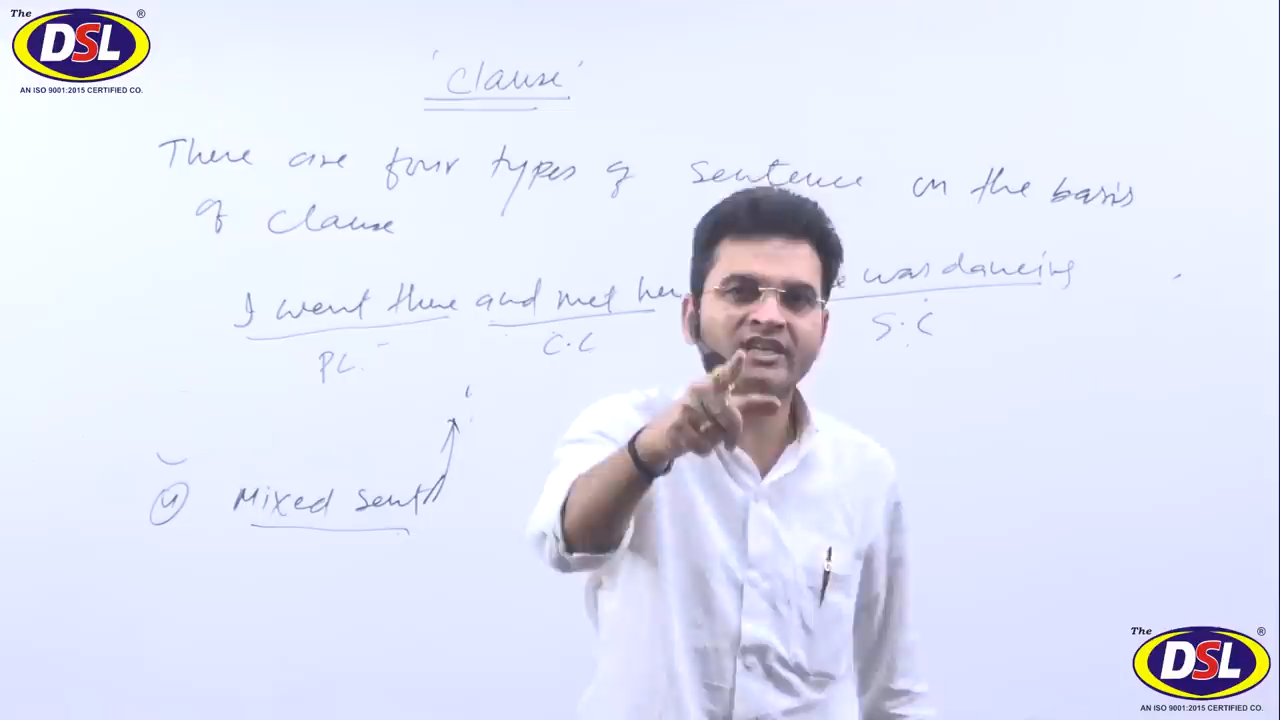 The ® DSL
AN ISO 9001:2015 CERTIFIED CO.
'Clause'
There are four types of sentence on the basis
of clause
I went there and met her was dancing
P.C. C.C S.C
4 Mixed sent
The ® DSL
AN ISO 9001:2015 CERTIFIED CO.